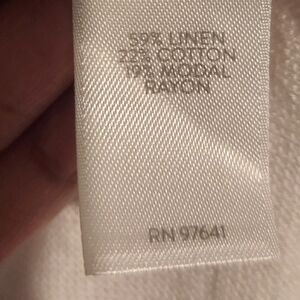 59% LINEN
22% COTTON
19% MODAL
RAYON
RN 97641